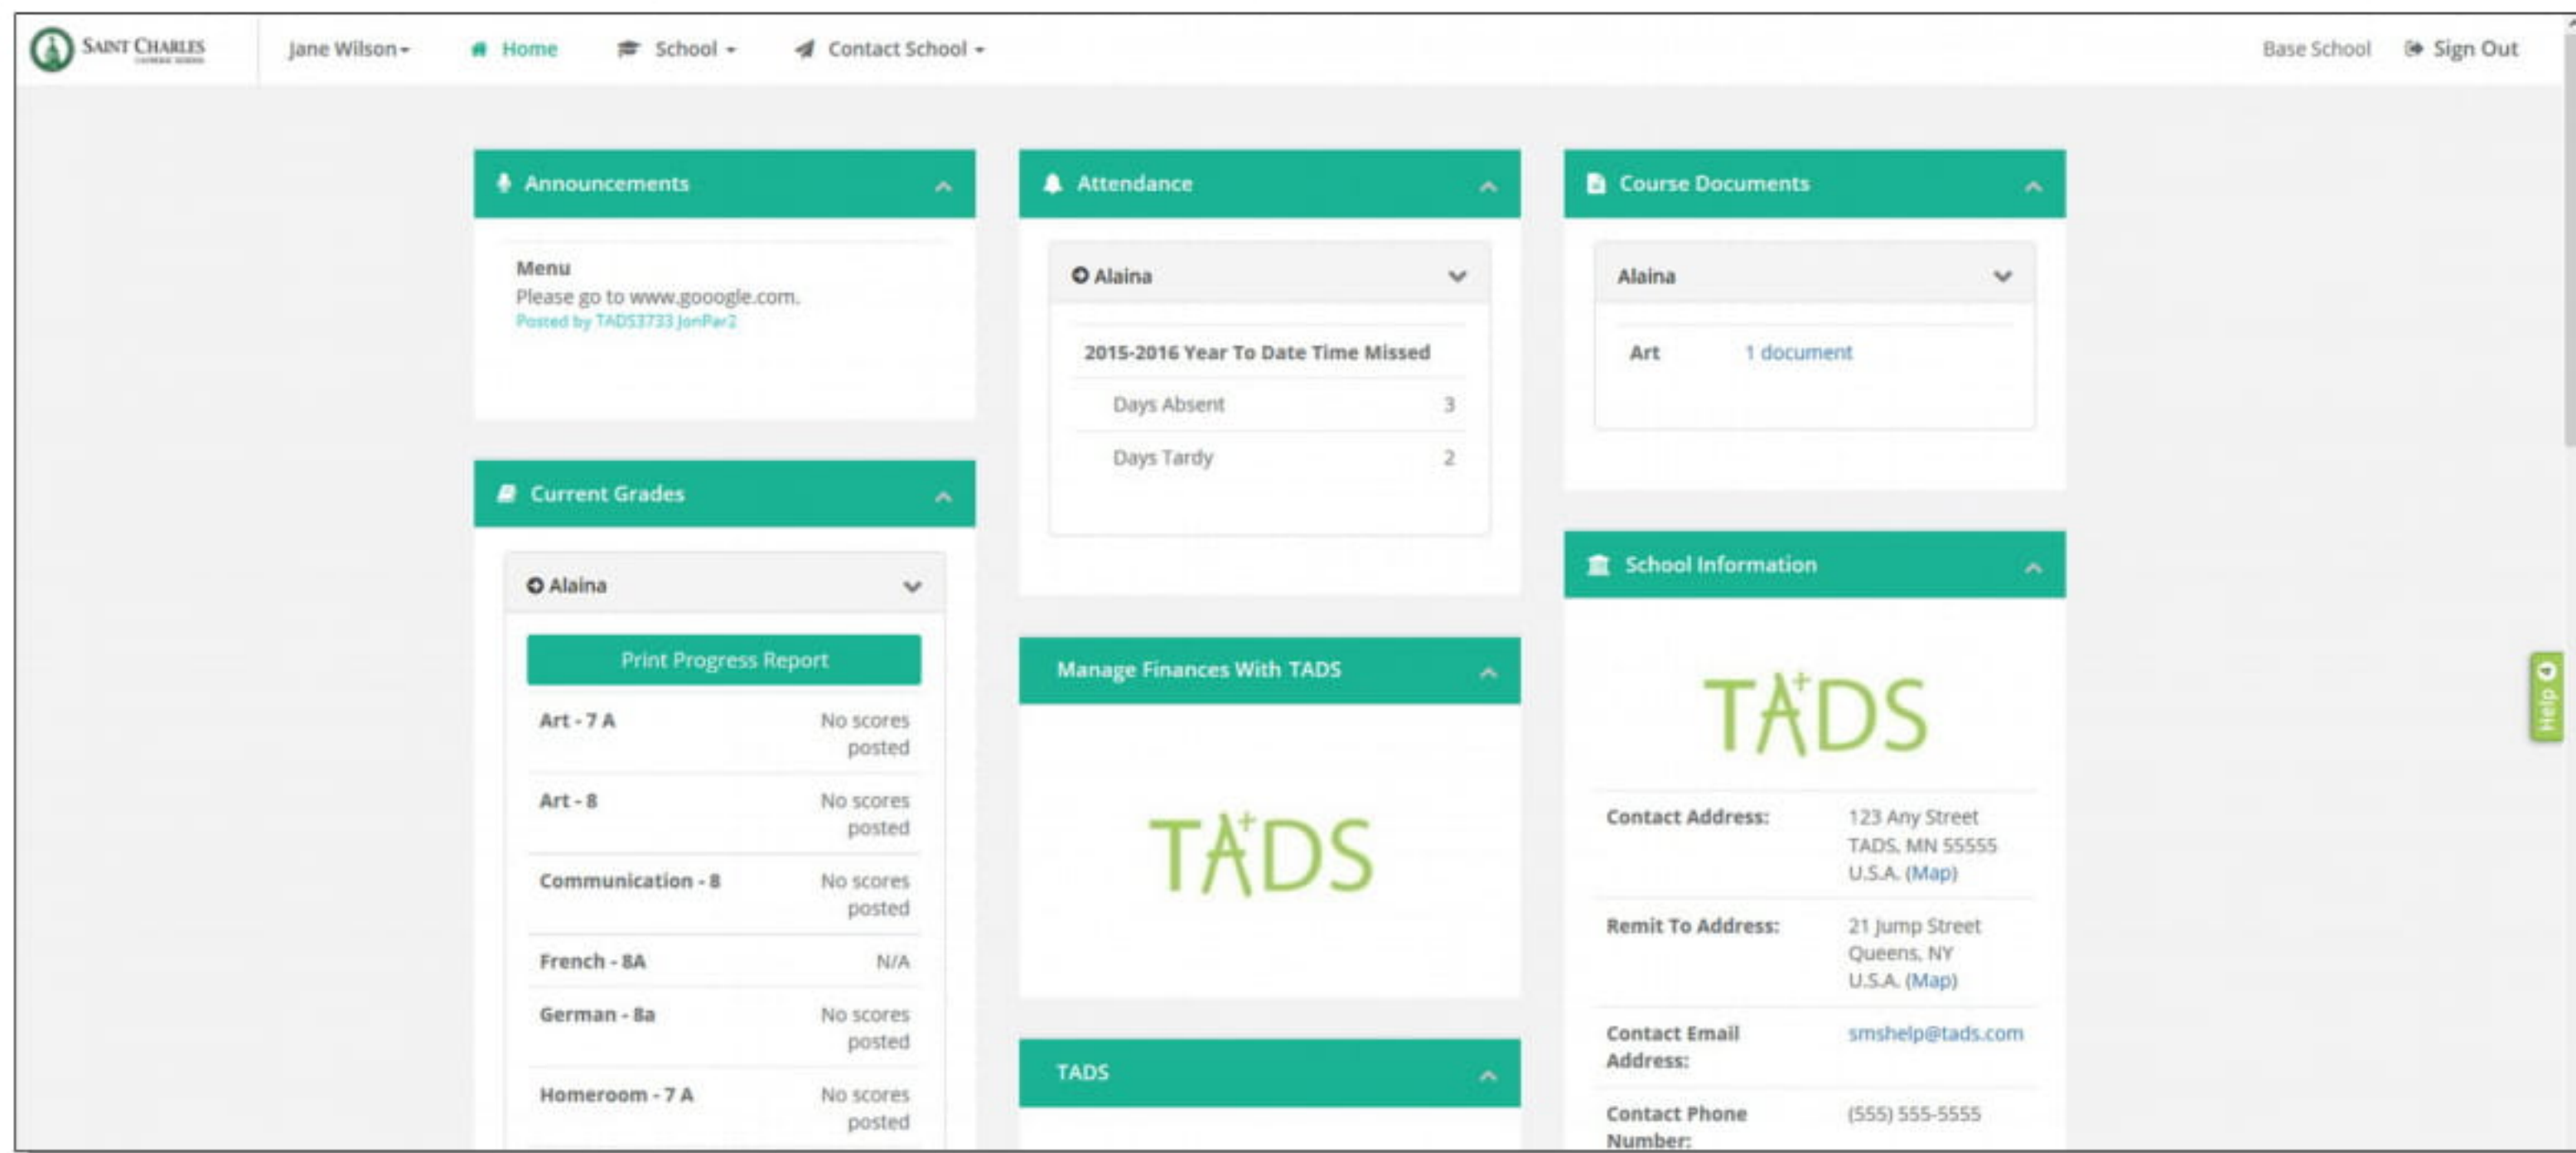 SAINT CHARLES
Jane Wilson
Home
School
Contact School
Base School
Sign Out
Announcements
Menu
Please go to www.gooogle.com.
Posted by TADS3733 JonPar2
Current Grades
Alaina
Print Progress Report
Art - 7 A No scores
posted
Art - 8 No scores
posted
Communication - 8 No scores
posted
French - 8A N/A
German - 8a No scores
posted
Homeroom - 7 A No scores
posted
Attendance
Alaina
2015-2016 Year To Date Time Missed
Days Absent 3
Days Tardy 2
Manage Finances With TADS
TADS
TADS
Course Documents
Alaina
Art 1 document
School Information
TADS
Contact Address: 123 Any Street
TADS, MN 55555
U.S.A. (Map)
Remit To Address: 21 Jump Street
Queens, NY
U.S.A. (Map)
Contact Email smshelp@tads.com
Address:
Contact Phone (555) 555-5555
Number:
Help 4